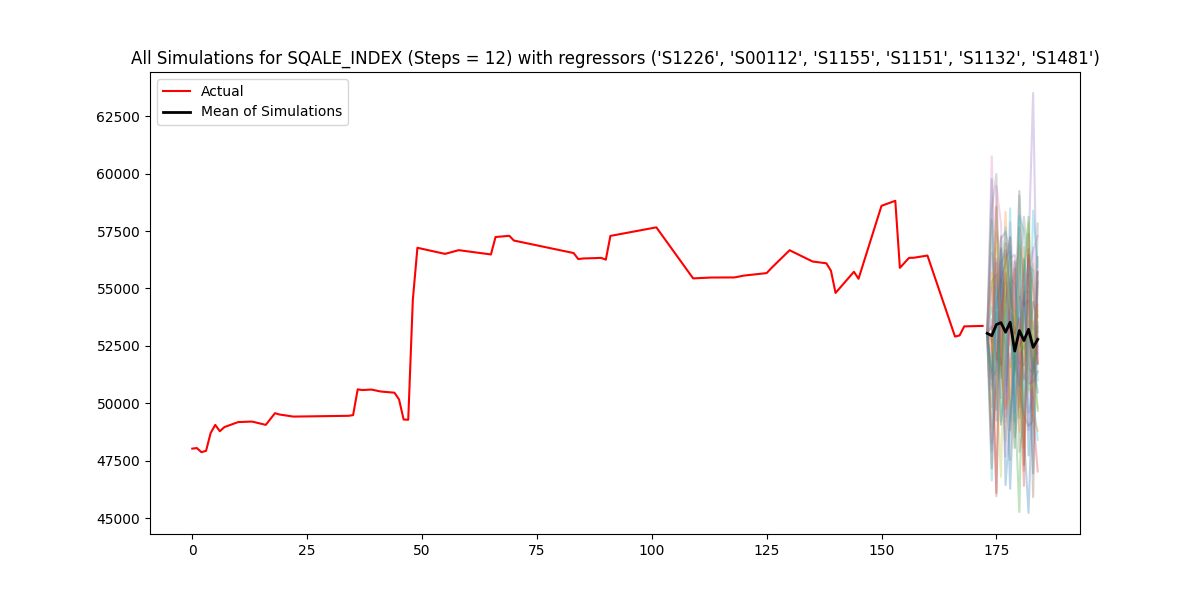 All Simulations for SQALE_INDEX (Steps = 12) with regressors ('S1226', 'S00112', 'S1155', 'S1151', 'S1132', 'S1481')
Actual
Mean of Simulations
62500
60000
57500
55000
52500
50000
47500
45000
0 25 50 75 100 125 150 175